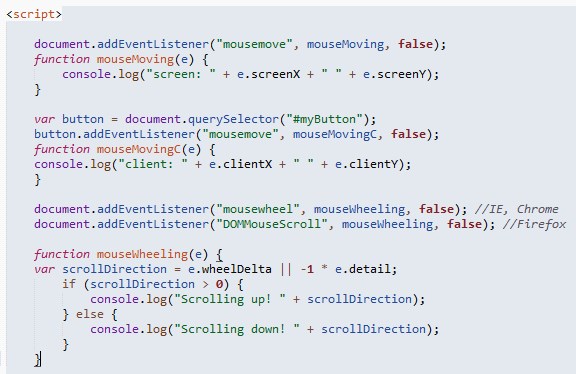 <script>
document.addEventListener("mousemove", mouseMoving, false);
function mouseMoving(e) {
console.log("screen: " + e.screenX + " " + e.screenY);
}
var button = document.querySelector("#myButton");
button.addEventListener("mousemove", mouseMovingC, false);
function mouseMovingC(e) {
console.log("client: " + e.clientX + " " + e.clientY);
}
document.addEventListener("mousewheel", mouseWheeling, false); //IE, Chrome
document.addEventListener("DOMMouseScroll", mouseWheeling, false); //Firefox
function mouseWheeling(e) {
var scrollDirection = e.wheelDelta || -1 * e.detail;
if (scrollDirection > 0) {
console.log("Scrolling up! " + scrollDirection);
} else {
console.log("Scrolling down! " + scrollDirection);
}
}